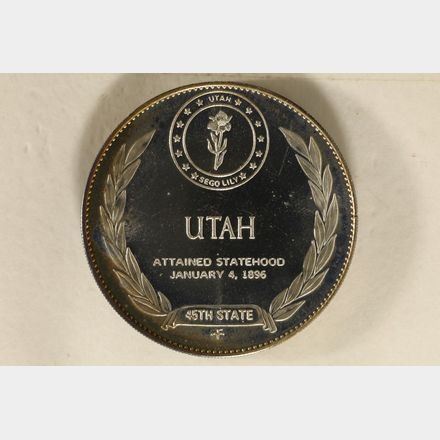 UTAH
SEGO LILY
UTAH
ATTAINED STATEHOOD
JANUARY 4, 1896
45TH STATE